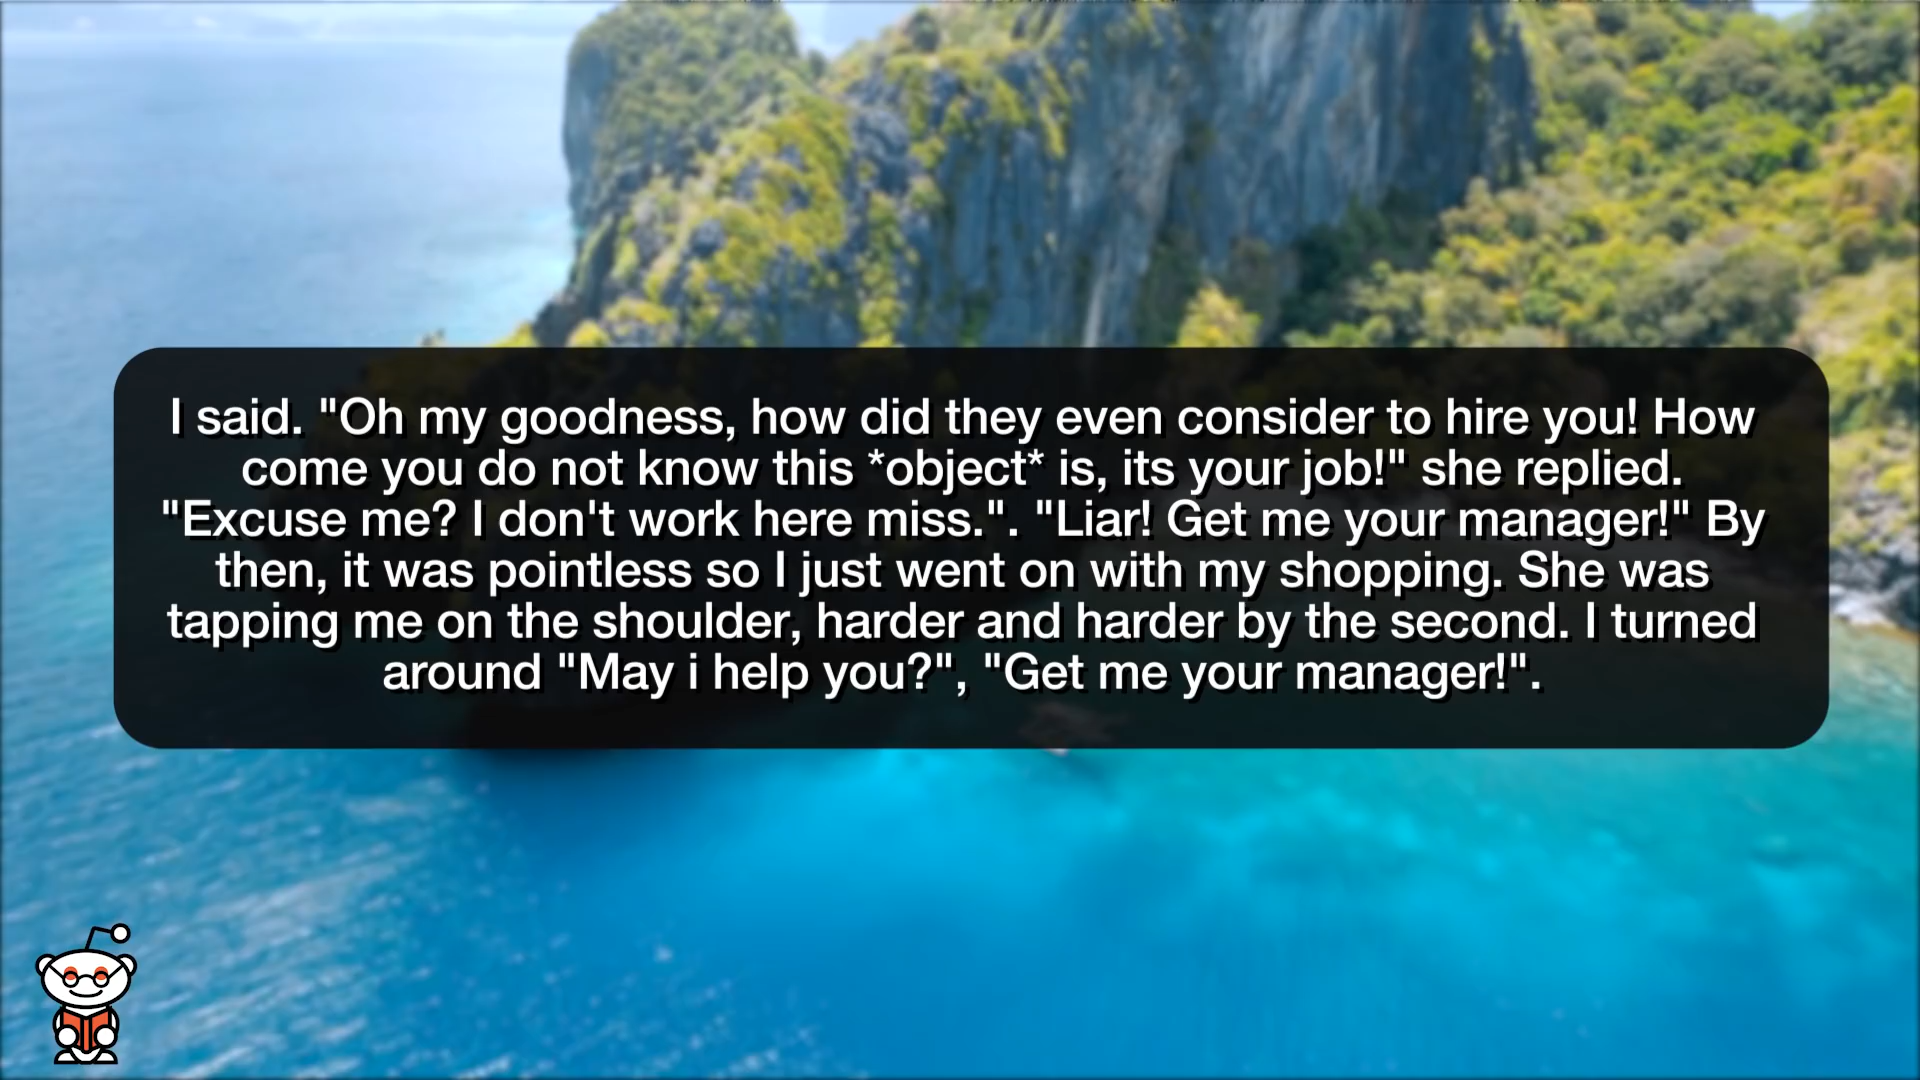 I said. "Oh my goodness, how did they even consider to hire you! How
come you do not know this *object* is, its your job!" she replied.
"Excuse me? I don't work here miss.". "Liar! Get me your manager!" By
then, it was pointless so I just went on with my shopping. She was
tapping me on the shoulder, harder and harder by the second. I turned
around "May i help you?", "Get me your manager!".